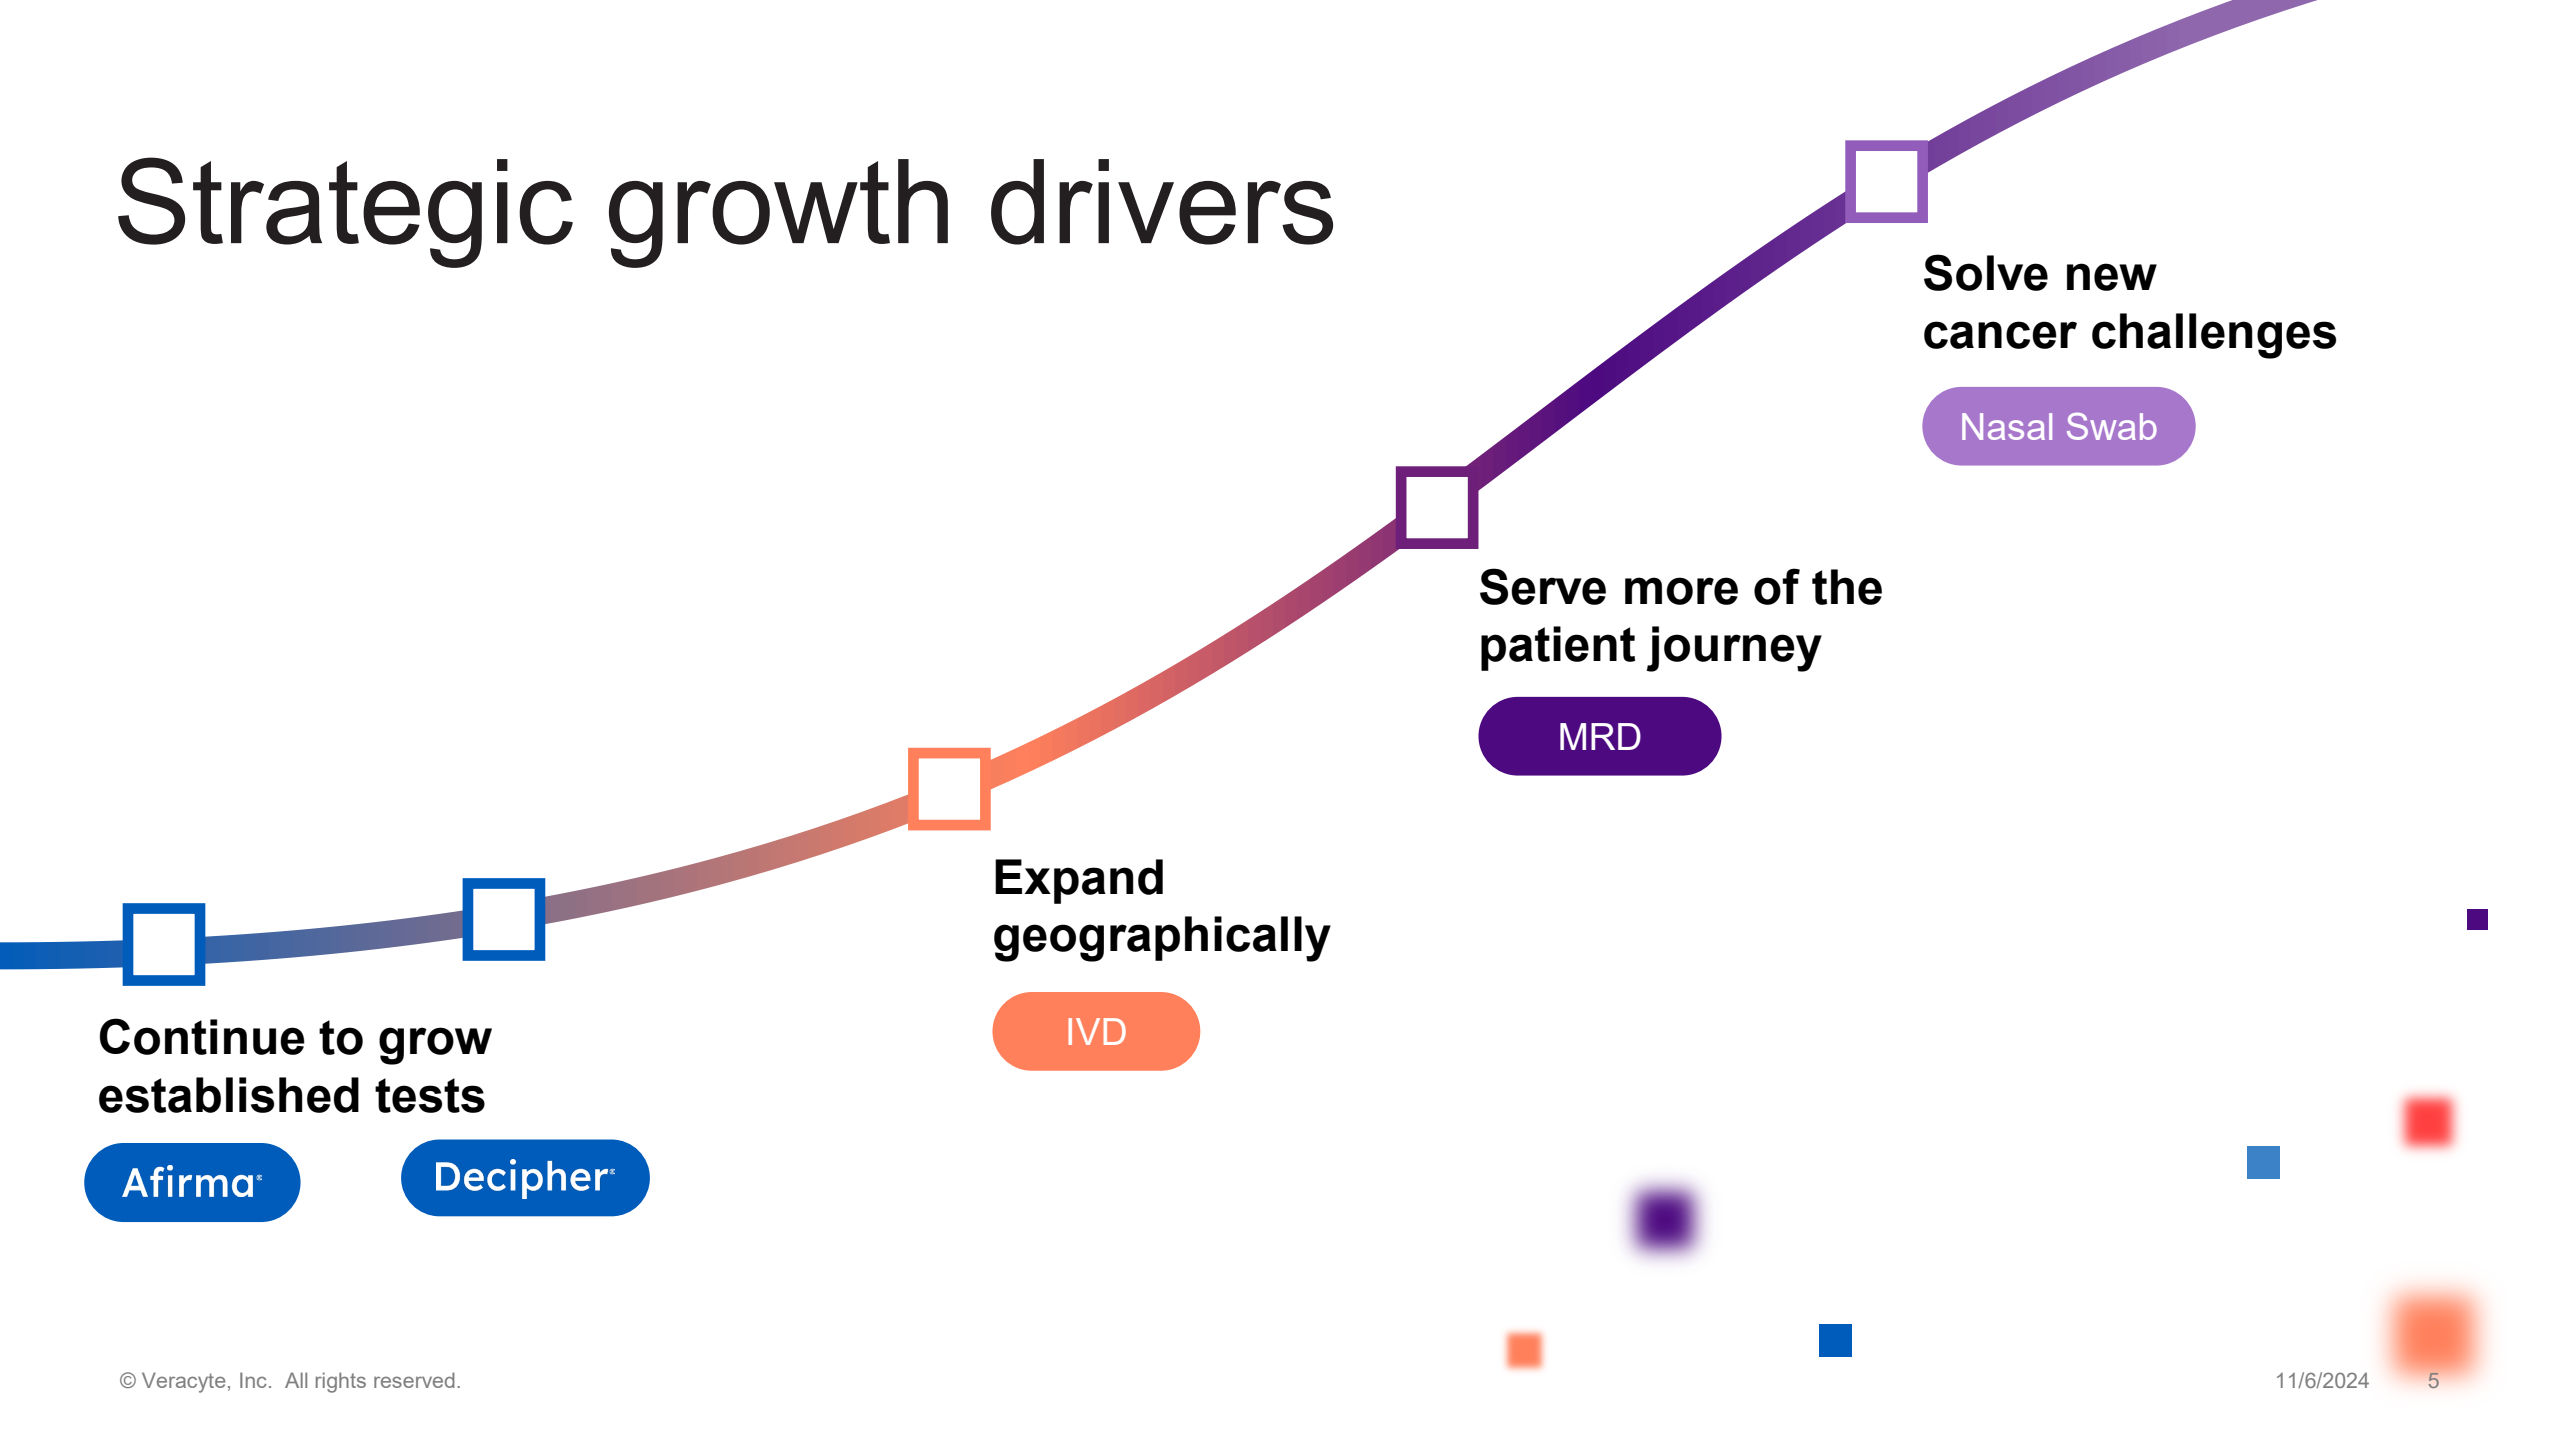 Strategic growth drivers
Solve new
cancer challenges
Nasal Swab
Serve more of the
patient journey
MRD
Expand
geographically
IVD
Continue to grow
established tests
Afirma®
Decipher®
© Veracyte, Inc.  All rights reserved.
11/6/2024
5